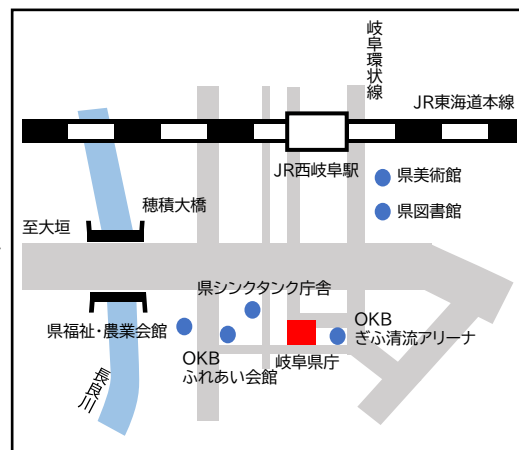 岐阜環状線
JR東海道本線
JR西岐阜駅
県美術館
県図書館
穂積大橋
至大垣
県シンクタンク庁舎
県福祉・農業会館
OKB
ふれあい会館
岐阜県庁
OKB
ぎふ清流アリーナ
長良川